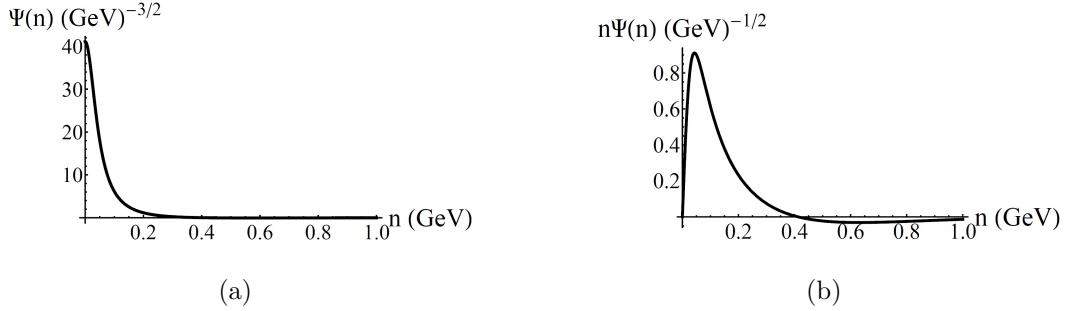 Ψ(n) (GeV)^{-3/2}
40
30
20
10
0.2 0.4 0.6 0.8 1.0 n (GeV)
(a)
nΨ(n) (GeV)^{-1/2}
0.8
0.6
0.4
0.2
0.2 0.4 0.6 0.8 1.0 n (GeV)
(b)